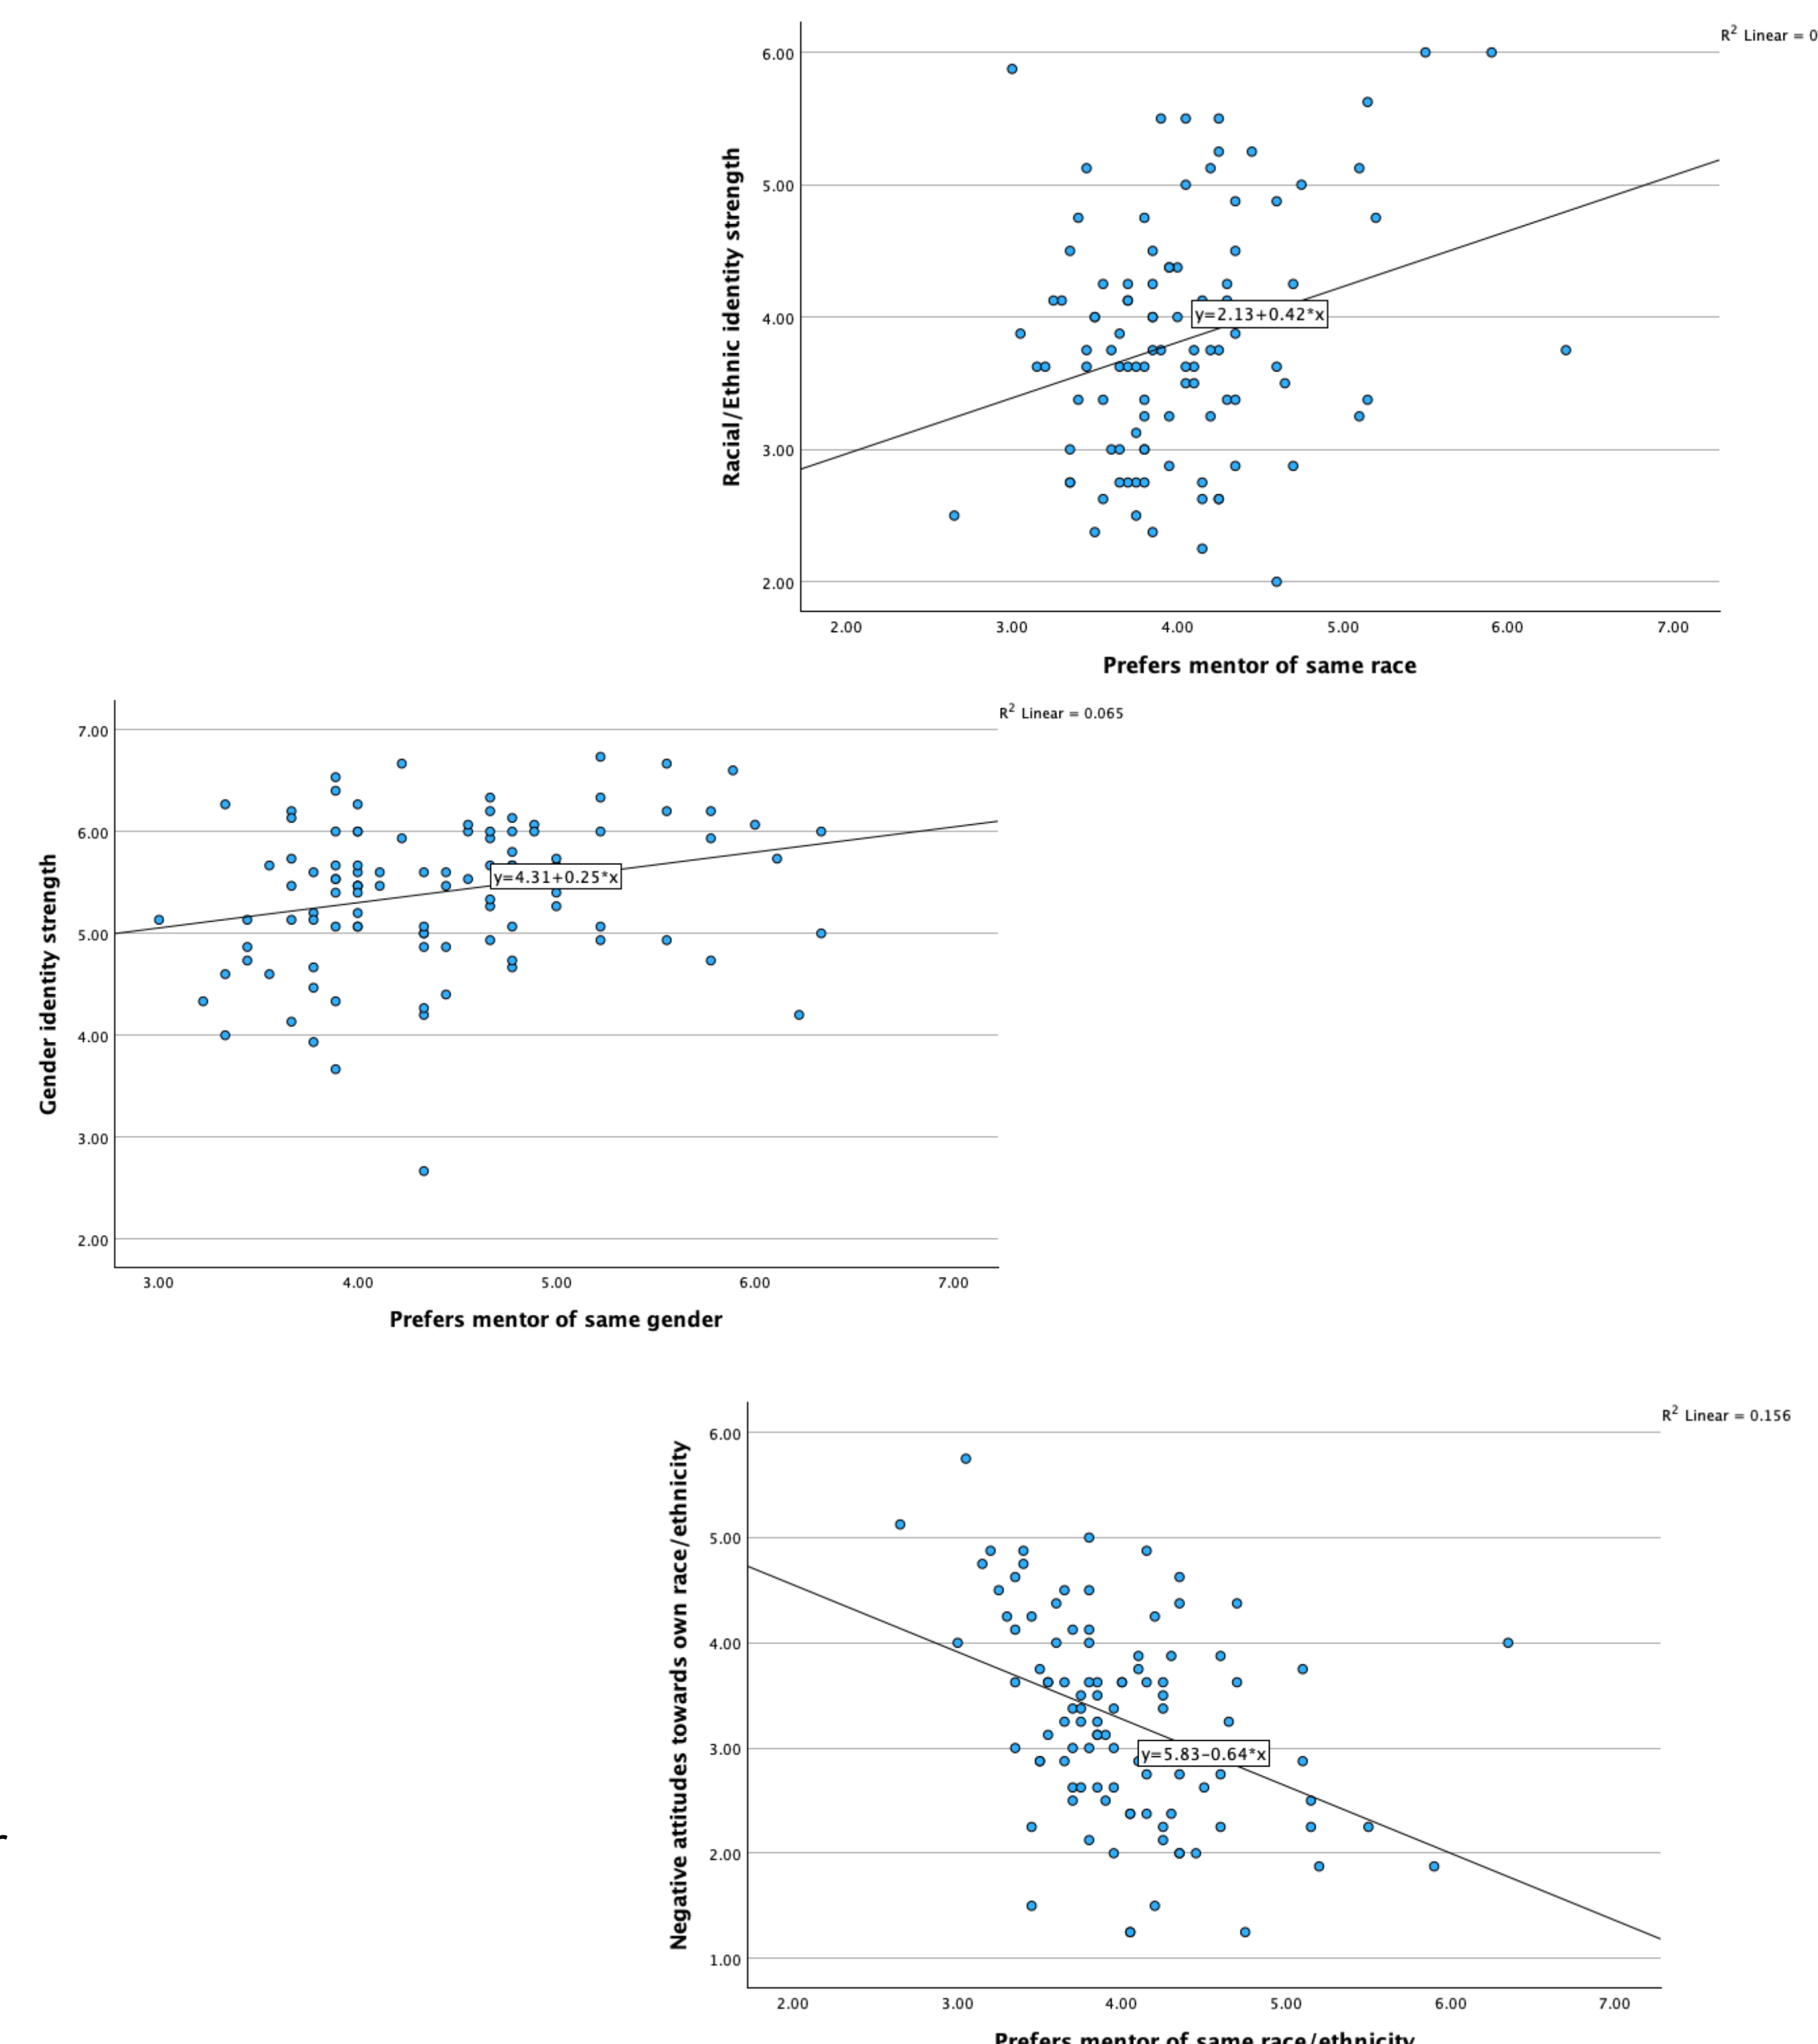 R2 Linear = 0
Racial/Ethnic identity strength
6.00
5.00
4.00
3.00
2.00
y=2.13+0.42*x
2.00 3.00 4.00 5.00 6.00 7.00
Prefers mentor of same race
R2 Linear = 0.065
Gender identity strength
7.00
6.00
5.00
4.00
3.00
2.00
y=4.31+0.25*x
3.00 4.00 5.00 6.00 7.00
Prefers mentor of same gender
R2 Linear = 0.156
Negative attitudes towards own race/ethnicity
6.00
5.00
4.00
3.00
2.00
1.00
y=5.83−0.64*x
2.00 3.00 4.00 5.00 6.00 7.00
Prefers mentor of same race/ethnicity